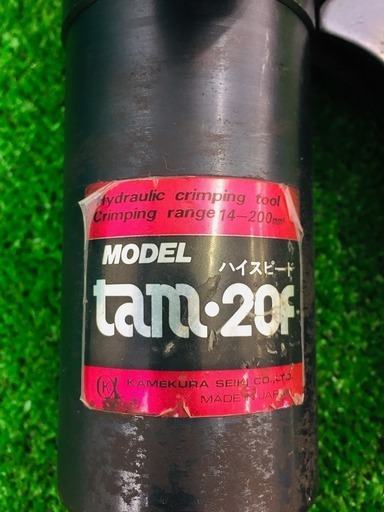 Hydraulic crimping tool
Crimping range 14-200mm²
MODEL
ハイスピード
tam・20F
KAMEKURA SEIKI CO.,LTD.
MADE IN JAPAN